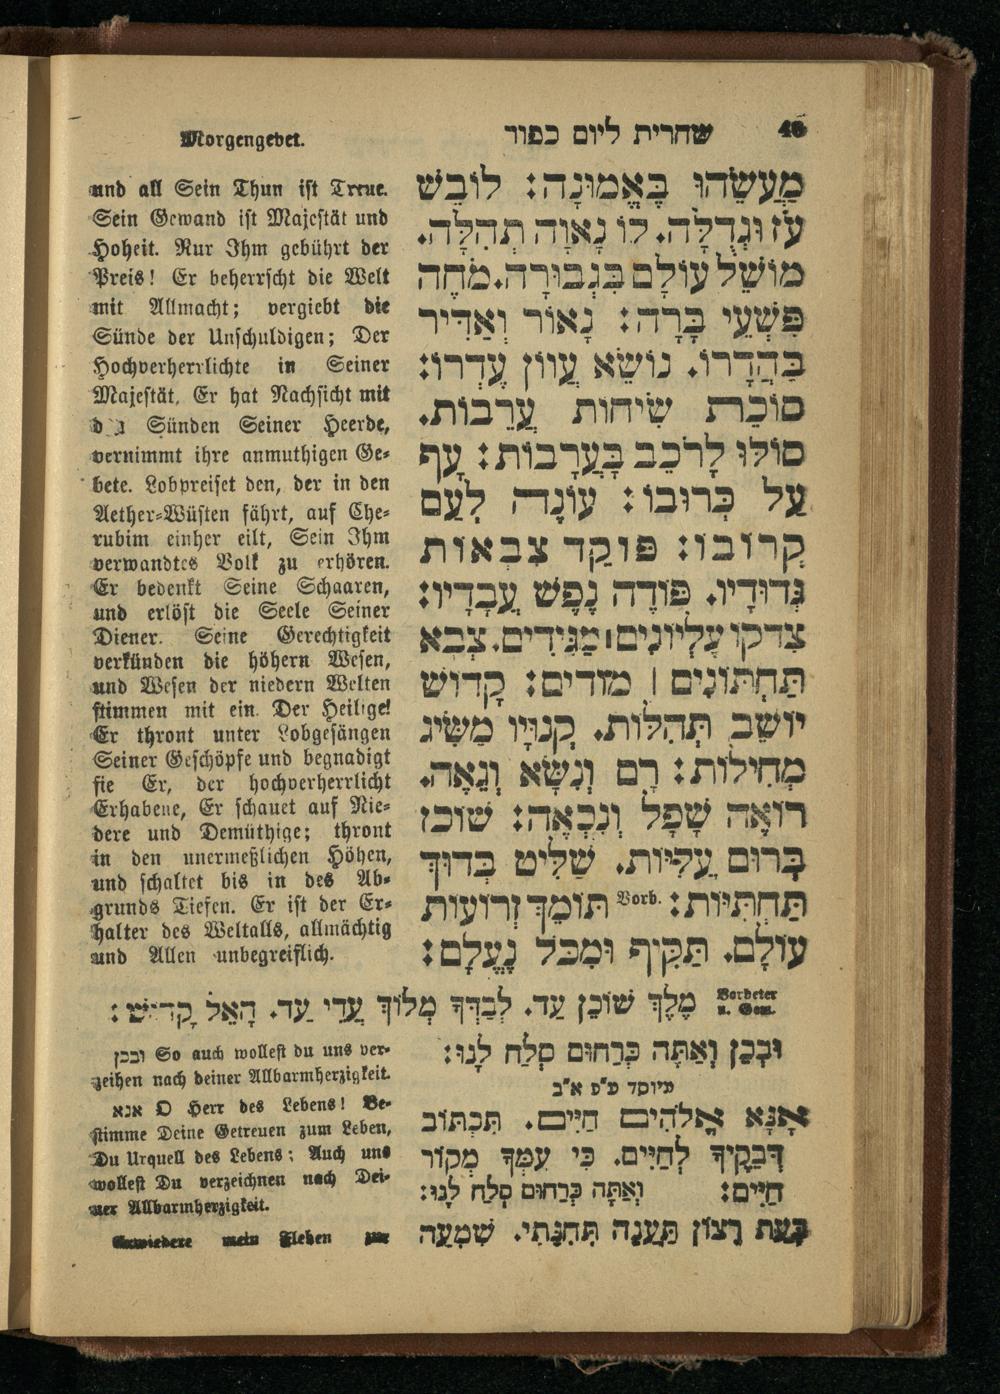 Morgengebet.
שחרית ליום כפור
46
מַעֲשֵׂהוּ בֶּאֱמוּנָה: לוֹבֵשׁ
עֹז וּגְדֻלָּה. לוֹ נָאוָה תְהִלָּה.
מוֹשֵׁל עוֹלָם בִּגְבוּרָה. מֹחֶה
פִּשְׁעֵי בָרָה: נָאוֹר וְאַדִּיר
בַּהֲדָרוֹ. נוֹשֵׂא עֲווֹן עֶדְרוֹ:
סוֹכֵת שִׂיחוֹת עֲרֵבוֹת.
סוֹלּוּ לָרֹכֵב בָּעֲרָבוֹת: עָף
עַל כְּרוּבוֹ: עוֹנֶה לְעַם
קְרוֹבוֹ: פּוֹקֵד צִבְאוֹת
גְּדוּדָיו. פּוֹדֶה נֶפֶשׁ עֲבָדָיו:
צִדְקוֹ עֶלְיוֹנִים ׀ מַגִּידִים. צְבָא
תַּחְתּוֹנִים ׀ מוֹדִים: קָדוֹשׁ
יוֹשֵׁב תְּהִלּוֹת. קְנוּיָו מַשִּׂיג
מְחִילוֹת: רָם וְנִשָּׂא וְנָאֶה.
רוֹאֶה שָׁפָל וְנִכְאֶה: שׁוֹכֵן
בְּרוּם עֲלִיּוֹת. שַׁלִּיט בְּדוֹךְ
תַּחְתִּיּוֹת: Vorb. תּוֹמֵךְ זְרוֹעוֹת
עוֹלָם. תַּקִּיף וּמִכֹּל נֶעֱלָם:
und all Sein Thun ist Treue.
Sein Gewand ist Majestät und
Hoheit. Nur Ihm gebührt der
Preis! Er beherrscht die Welt
mit Allmacht; vergiebt die
Sünde der Unschuldigen; Der
Hochverherrlichte in Seiner
Majestät, Er hat Nachsicht mit
Sünden Seiner Heerde,
vernimmt ihre anmuthigen Ge-
bete. Lobpreiset den, der in den
Aether-Wüsten fährt, auf Che-
rubim einher eilt, Sein Ihm
verwandtes Volk zu erhören.
Er bedenkt Seine Schaaren,
und erlöst die Seele Seiner
Diener. Seine Gerechtigkeit
verkünden die höhern Wesen,
und Wesen der niedern Welten
stimmen mit ein. Der Heilige!
Er thront unter Lobgesängen
Seiner Geschöpfe und begnadigt
sie Er, der hochverherrlicht
Erhabene, Er schauet auf Nie-
dere und Demüthige; thront
in den unermeßlichen Höhen,
und schaltet bis in des Ab-
grunds Tiefen. Er ist der Er-
halter des Weltalls, allmächtig
und Allen unbegreiflich.
Vorbeter u. Gem. מֶלֶךְ שׁוֹכֵן עַד. לְבַדְּךָ מְלוֹךְ עֲדֵי עַד. הָאֵל קָדוֹשׁ:
וּבְכֵן וְאַתָּה כְּרַחוּם סְלַח לָנוּ:
מיוסד ע״פ א״ב
אָנָּא אֱלֹהִים חַיִּים. תִּכְתּוֹב
דְּבֵקֶיךָ לְחַיִּים. כִּי עִמְּךָ מְקוֹר
חַיִּים: וְאַתָּה כְּרַחוּם סְלַח לָנוּ:
בְּעֵת רָצוֹן תַּעֲנֶה תְּחִנָּתִי. שִׁמְעָה
ובכן So auch wollest du uns ver-
zeihen nach deiner Allbarmherzigkeit.
אנא O Herr des Lebens! Be-
stimme Deine Getreuen zum Leben,
Du Urquell des Lebens; Auch uns
wollest Du verzeichnen nach Dei-
ner Allbarmherzigkeit.
Erwiedere mein Flehen zur